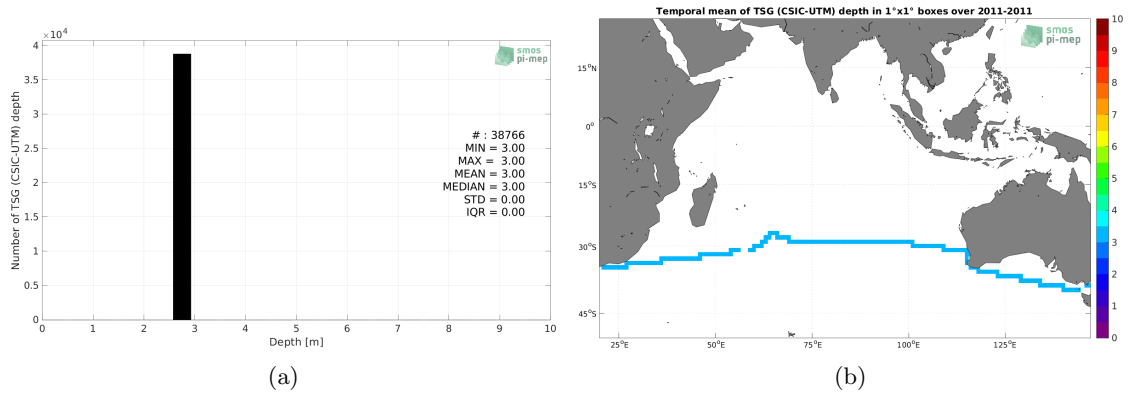 ×10⁴
4
3.5
3
2.5
2
1.5
1
0.5
0
Number of TSG (CSIC-UTM) depth
smos
pi-mep
# : 38766
MIN = 3.00
MAX = 3.00
MEAN = 3.00
MEDIAN = 3.00
STD = 0.00
IQR = 0.00
0 1 2 3 4 5 6 7 8 9 10
Depth [m]
(a)
Temporal mean of TSG (CSIC-UTM) depth in 1°x1° boxes over 2011-2011
smos
pi-mep
15°N
0°
15°S
30°S
45°S
25°E 50°E 75°E 100°E 125°E
10
9
8
7
6
5
4
3
2
1
0
(b)